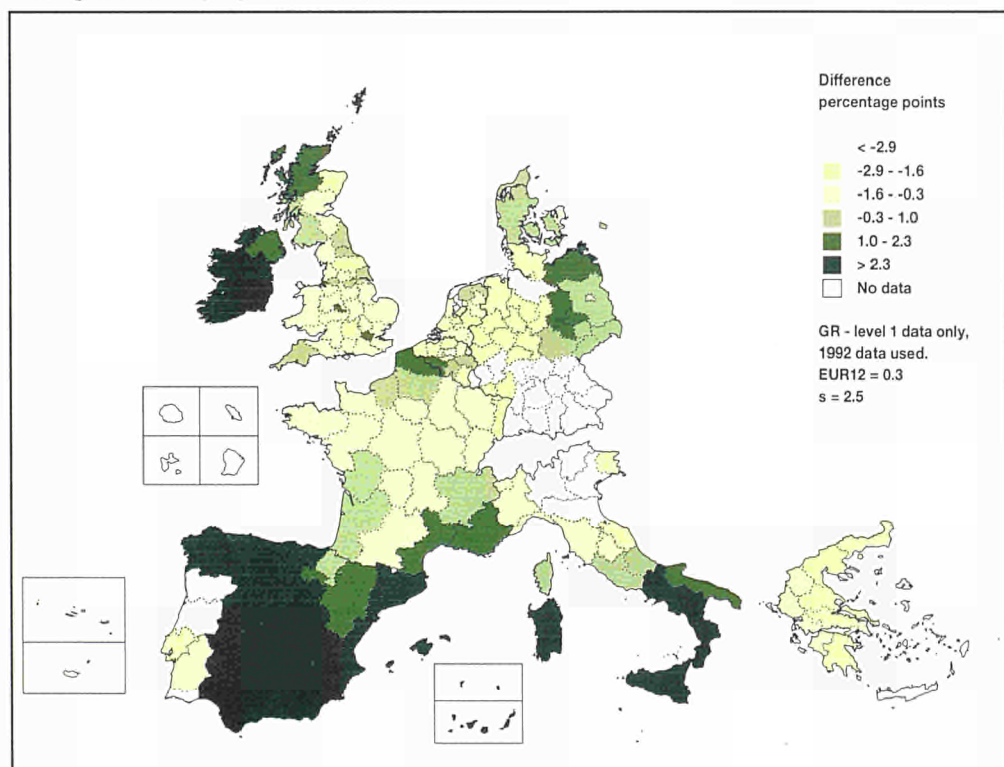 Difference
percentage points
< -2.9
-2.9 - -1.6
-1.6 - -0.3
-0.3 - 1.0
1.0 - 2.3
> 2.3
No data
GR - level 1 data only,
1992 data used.
EUR12 = 0.3
s = 2.5